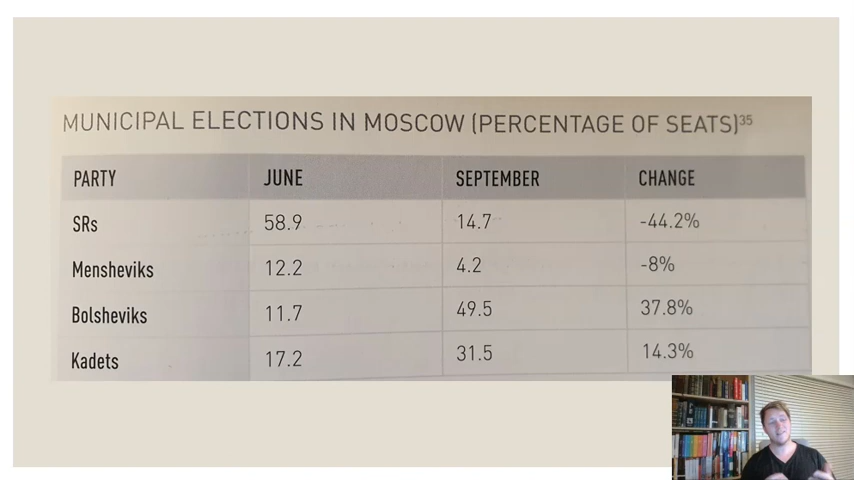 MUNICIPAL ELECTIONS IN MOSCOW (PERCENTAGE OF SEATS)35
PARTY JUNE SEPTEMBER CHANGE
SRs 58.9 14.7 -44.2%
Mensheviks 12.2 4.2 -8%
Bolsheviks 11.7 49.5 37.8%
Kadets 17.2 31.5 14.3%